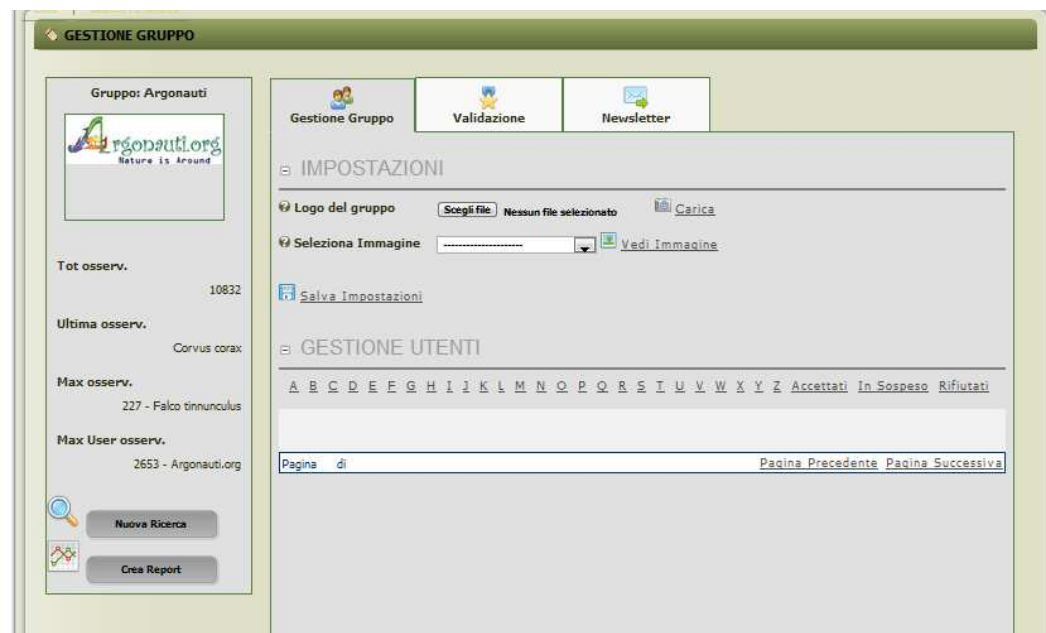 GESTIONE GRUPPO
Gruppo: Argonauti
Argonauti.org
Nature is Around
Tot osserv.
10832
Ultima osserv.
Corvus corax
Max osserv.
227 - Falco tinnunculus
Max User osserv.
2653 - Argonauti.org
Nuova Ricerca
Crea Report
Gestione Gruppo
Validazione
Newsletter
IMPOSTAZIONI
Logo del gruppo Scegli file Nessun file selezionato Carica
Seleziona Immagine --------------------- Vedi Immagine
Salva Impostazioni
GESTIONE UTENTI
A B C D E F G H I J K L M N O P Q R S T U V W X Y Z Accettati In Sospeso Rifiutati
Pagina di Pagina Precedente Pagina Successiva